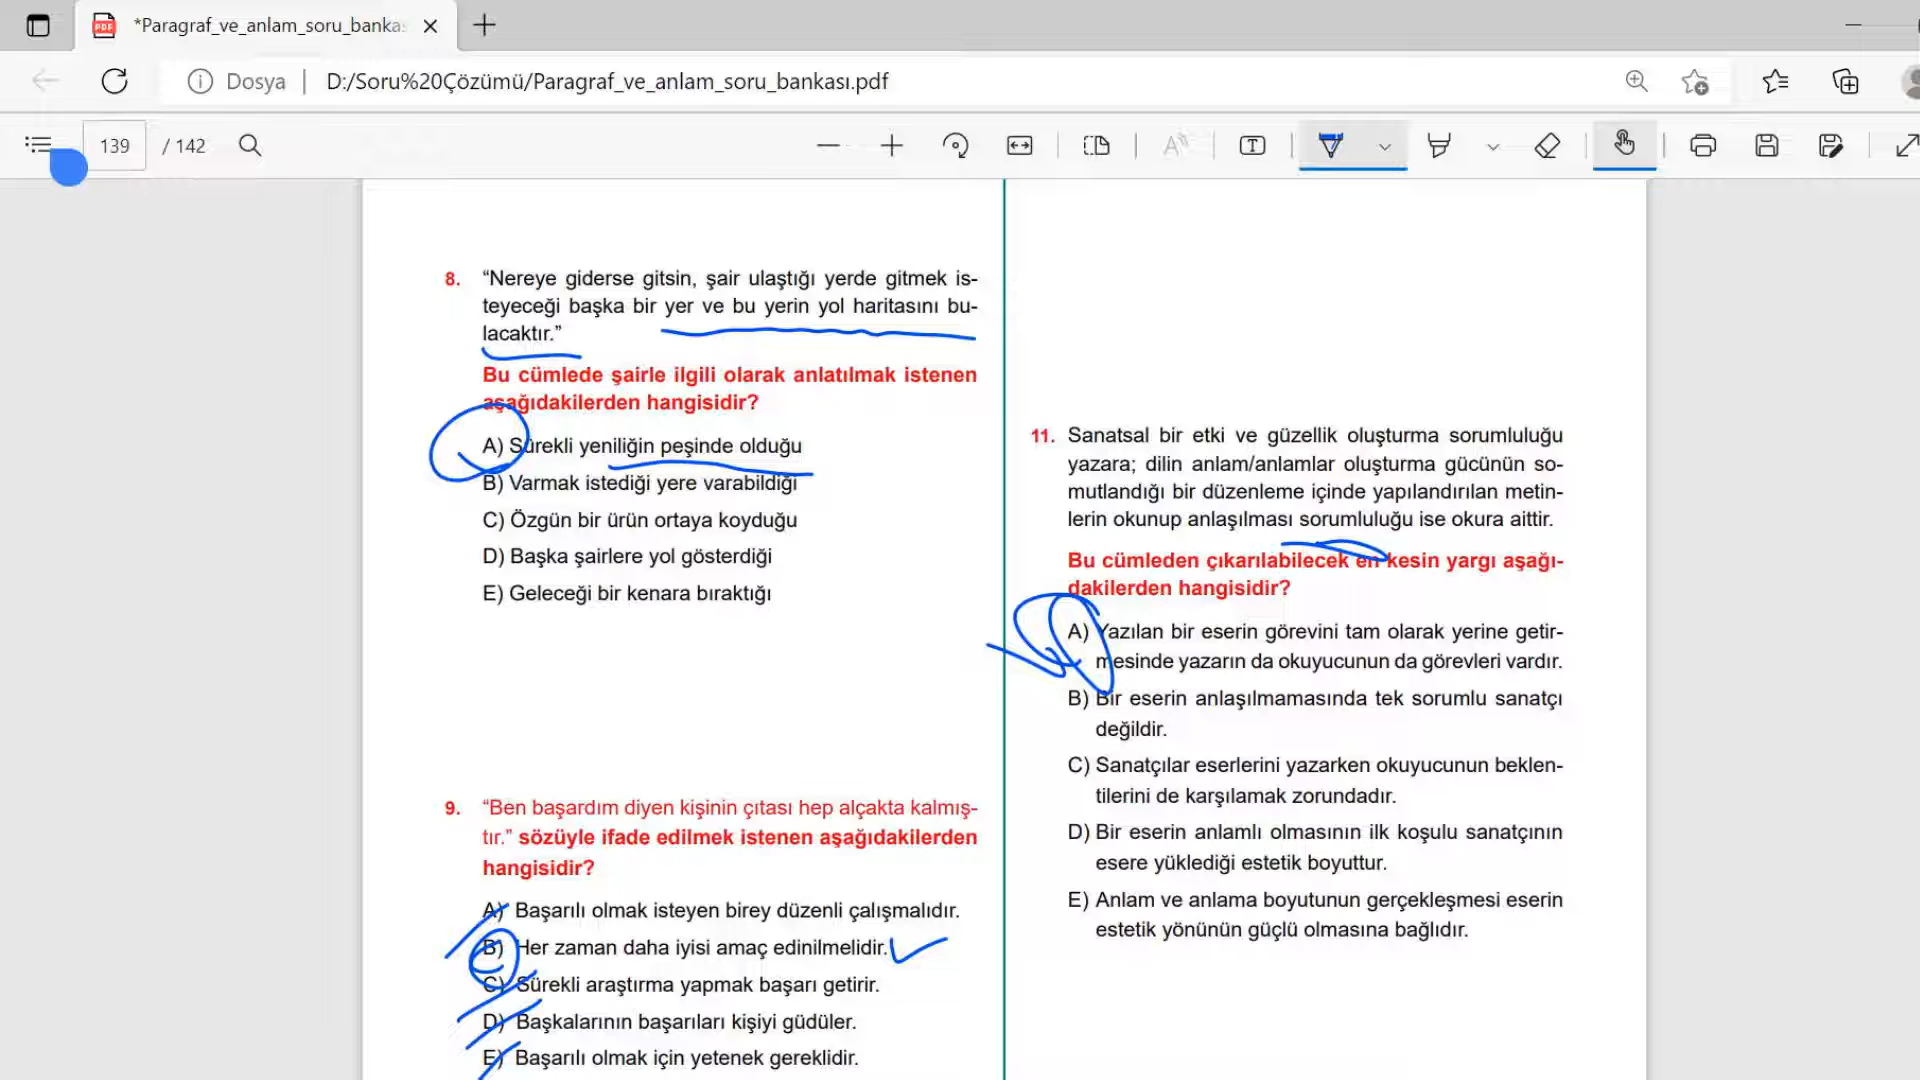 *Paragraf_ve_anlam_soru_banka
Dosya
D:/Soru%20Çözümü/Paragraf_ve_anlam_soru_bankası.pdf
139 / 142
8. “Nereye giderse gitsin, şair ulaştığı yerde gitmek is-
teyeceği başka bir yer ve bu yerin yol haritasını bu-
lacaktır.”
Bu cümlede şairle ilgili olarak anlatılmak istenen
aşağıdakilerden hangisidir?
A) Sürekli yeniliğin peşinde olduğu
B) Varmak istediği yere varabildiği
C) Özgün bir ürün ortaya koyduğu
D) Başka şairlere yol gösterdiği
E) Geleceği bir kenara bıraktığı
9. “Ben başardım diyen kişinin çıtası hep alçakta kalmış-
tır.” sözüyle ifade edilmek istenen aşağıdakilerden
hangisidir?
A) Başarılı olmak isteyen birey düzenli çalışmalıdır.
B) Her zaman daha iyisi amaç edinilmelidir.
C) Sürekli araştırma yapmak başarı getirir.
D) Başkalarının başarıları kişiyi güdüler.
E) Başarılı olmak için yetenek gereklidir.
11. Sanatsal bir etki ve güzellik oluşturma sorumluluğu
yazara; dilin anlam/anlamlar oluşturma gücünün so-
mutlandığı bir düzenleme içinde yapılandırılan metin-
lerin okunup anlaşılması sorumluluğu ise okura aittir.
Bu cümleden çıkarılabilecek en kesin yargı aşağı-
dakilerden hangisidir?
A) Yazılan bir eserin görevini tam olarak yerine getir-
mesinde yazarın da okuyucunun da görevleri vardır.
B) Bir eserin anlaşılmamasında tek sorumlu sanatçı
değildir.
C) Sanatçılar eserlerini yazarken okuyucunun beklen-
tilerini de karşılamak zorundadır.
D) Bir eserin anlamlı olmasının ilk koşulu sanatçının
esere yüklediği estetik boyuttur.
E) Anlam ve anlama boyutunun gerçekleşmesi eserin
estetik yönünün güçlü olmasına bağlıdır.